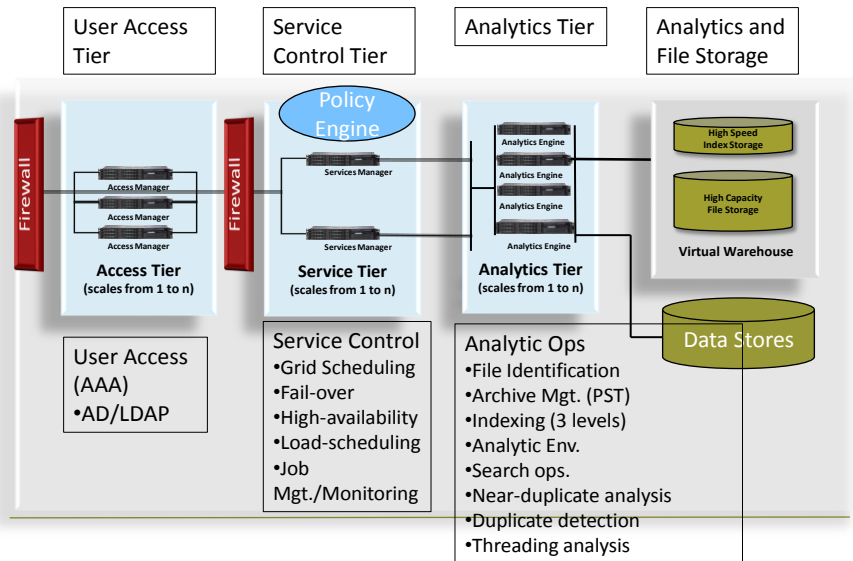 User Access
Tier
Service
Control Tier
Analytics Tier
Analytics and
File Storage
Firewall
Access Manager
Access Manager
Access Manager
Access Tier
(scales from 1 to n)
Firewall
Policy
Engine
Services Manager
Services Manager
Service Tier
(scales from 1 to n)
Analytics Engine
Analytics Engine
Analytics Engine
Analytics Engine
Analytics Tier
(scales from 1 to n)
High Speed
Index Storage
High Capacity
File Storage
Virtual Warehouse
Data Stores
User Access
(AAA)
•AD/LDAP
Service Control
•Grid Scheduling
•Fail-over
•High-availability
•Load-scheduling
•Job
Mgt./Monitoring
Analytic Ops
•File Identification
•Archive Mgt. (PST)
•Indexing (3 levels)
•Analytic Env.
•Search ops.
•Near-duplicate analysis
•Duplicate detection
•Threading analysis